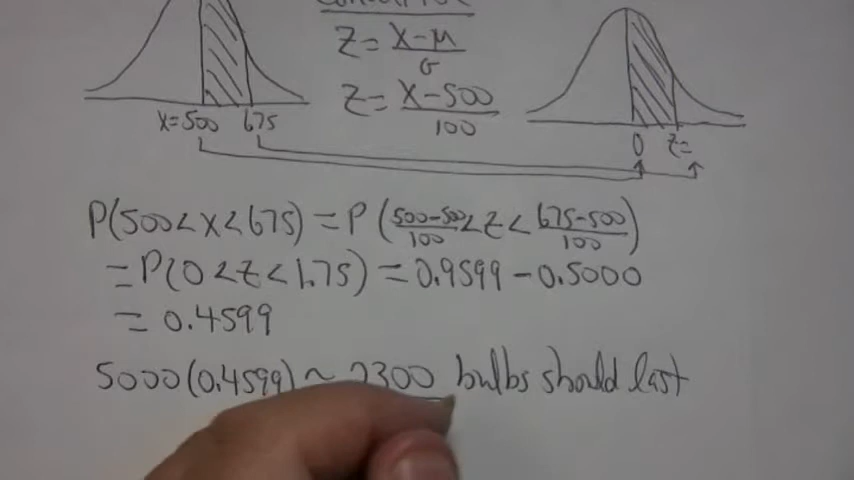 Z = X-μ / σ
Z = X-500 / 100
X=500 675
0 Z=
P(500<X<675) = P(500-500/100 <Z< 675-500/100)
=P(0<Z<1.75) = 0.9599 - 0.5000
= 0.4599
5000(0.4599) ~ 2300 bulbs should last